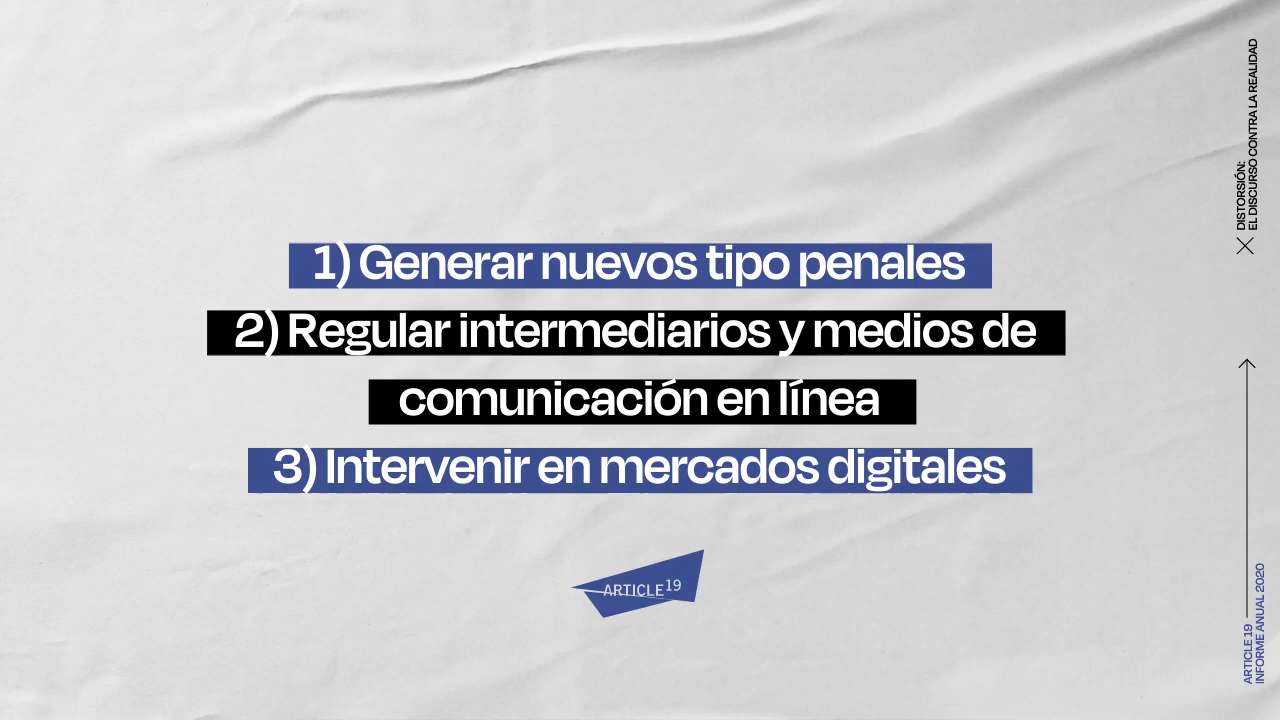 1) Generar nuevos tipo penales
2) Regular intermediarios y medios de
comunicación en línea
3) Intervenir en mercados digitales
ARTICLE19
DISTORSIÓN:
EL DISCURSO CONTRA LA REALIDAD
ARTICLE 19
INFORME ANUAL 2020